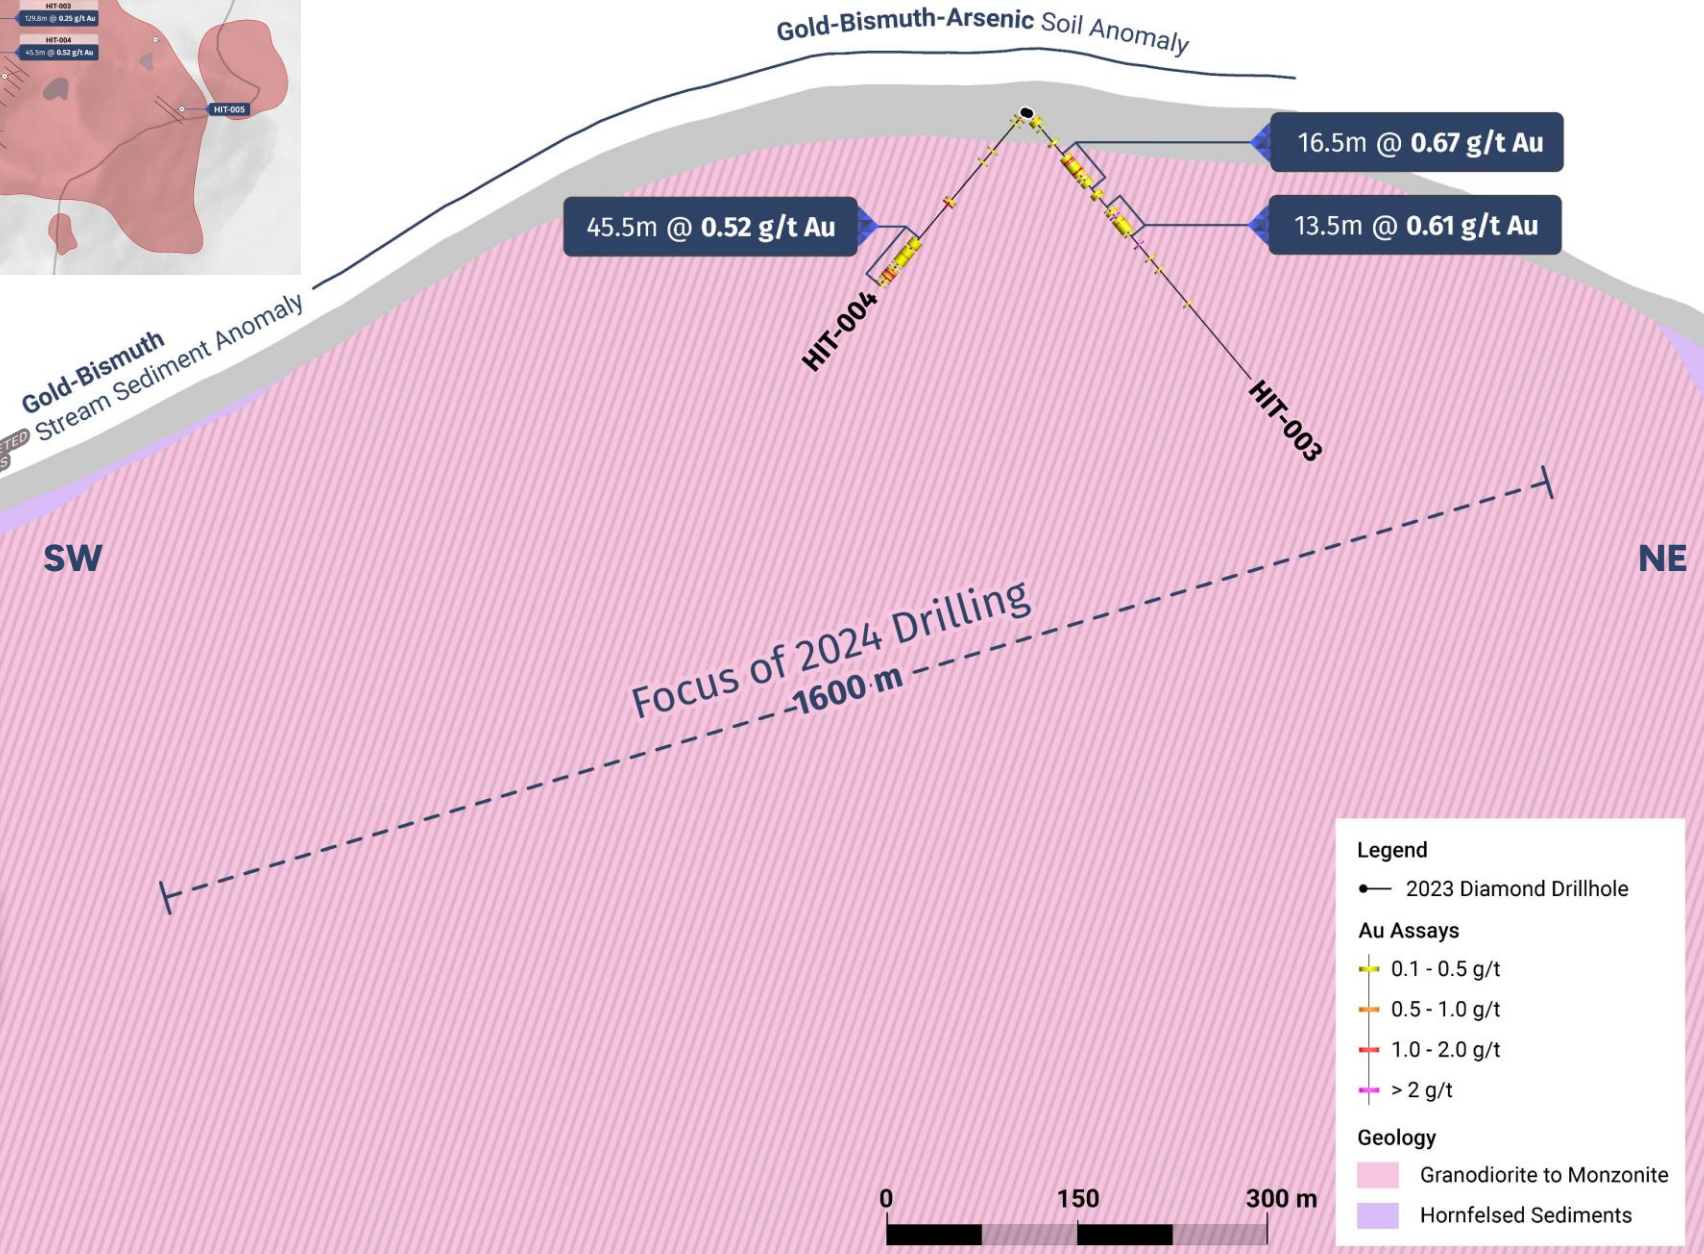 HIT-003
129.8m @ 0.25 g/t Au
HIT-004
45.5m @ 0.52 g/t Au
HIT-005
Gold-Bismuth-Arsenic Soil Anomaly
16.5m @ 0.67 g/t Au
45.5m @ 0.52 g/t Au
13.5m @ 0.61 g/t Au
HIT-004
HIT-003
Gold-Bismuth
Stream Sediment Anomaly
SW
NE
Focus of 2024 Drilling
1600 m
Legend
2023 Diamond Drillhole
Au Assays
0.1 - 0.5 g/t
0.5 - 1.0 g/t
1.0 - 2.0 g/t
> 2 g/t
Geology
Granodiorite to Monzonite
Hornfelsed Sediments
0 150 300 m